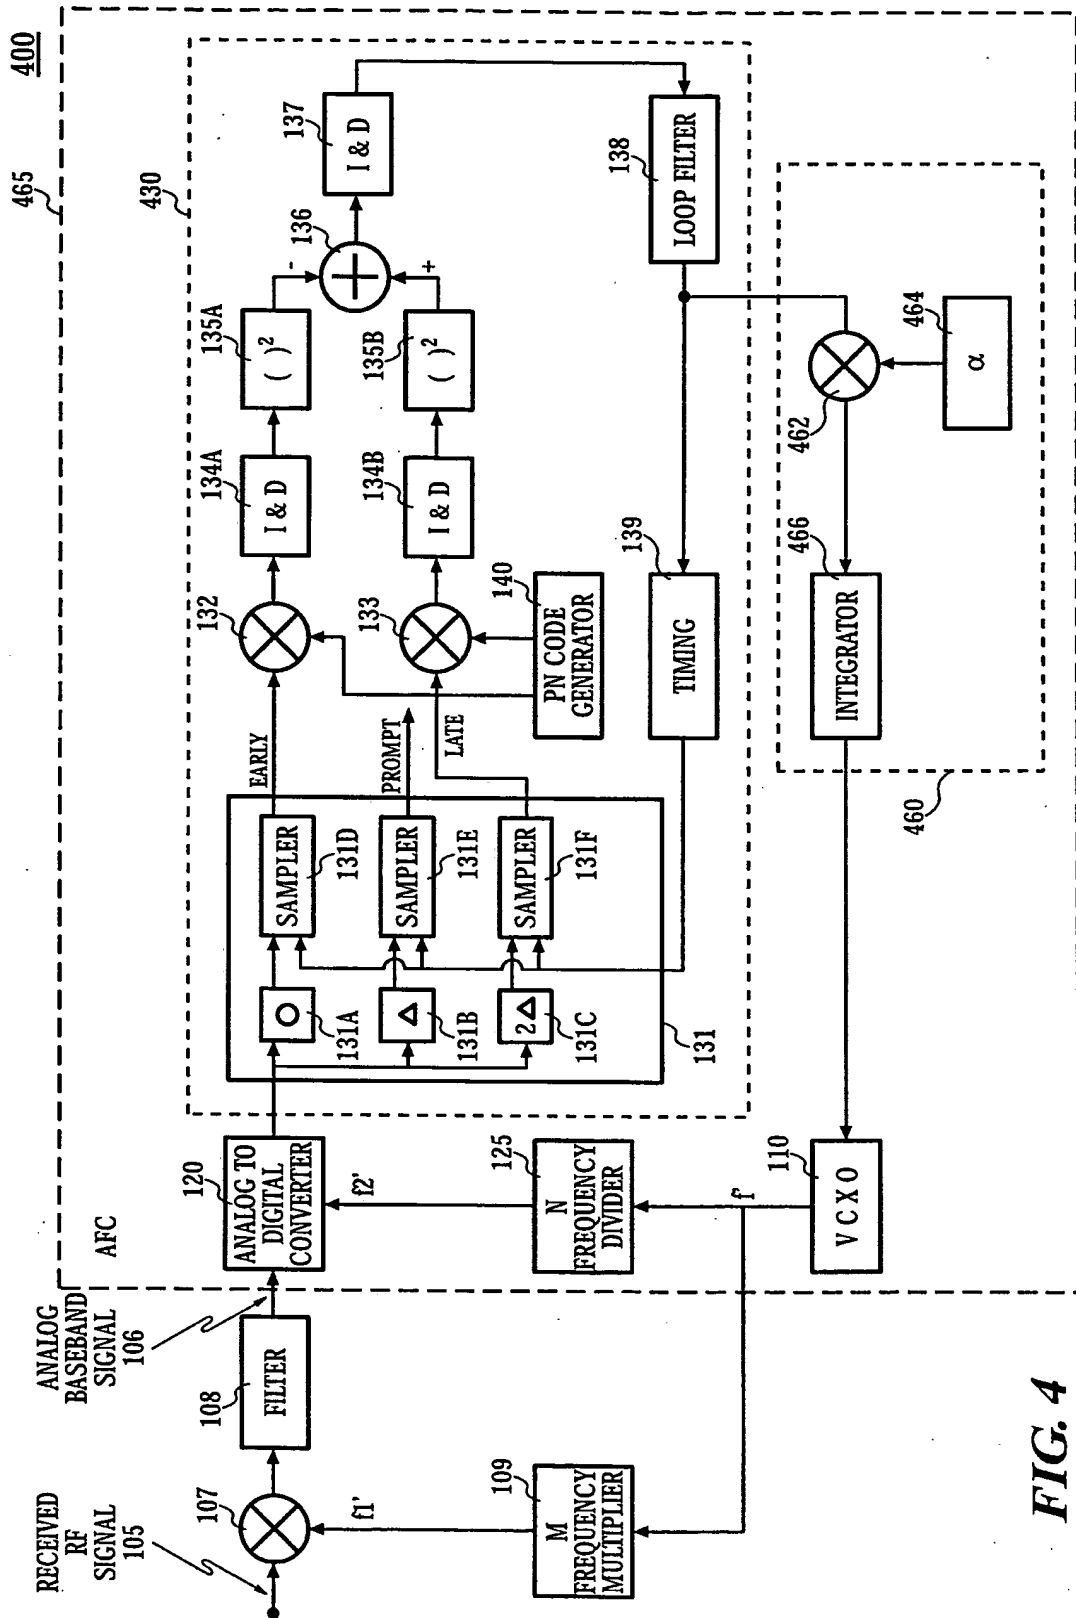 400
465
AFC
430
RECEIVED
RF
SIGNAL
105
ANALOG
BASEBAND
SIGNAL
106
107
108
FILTER
120
ANALOG TO
DIGITAL
CONVERTER
131A
131B
Δ
131C
2Δ
131
SAMPLER
131D
SAMPLER
131E
SAMPLER
131F
EARLY
PROMPT
LATE
132
133
134A
I & D
134B
I & D
135A
( )²
135B
( )²
-
+
136
137
I & D
140
PN CODE
GENERATOR
138
LOOP FILTER
139
TIMING
f1'
109
M
FREQUENCY
MULTIPLIER
f2'
125
N
FREQUENCY
DIVIDER
f'
110
V C X O
460
466
INTEGRATOR
462
464
α
FIG. 4